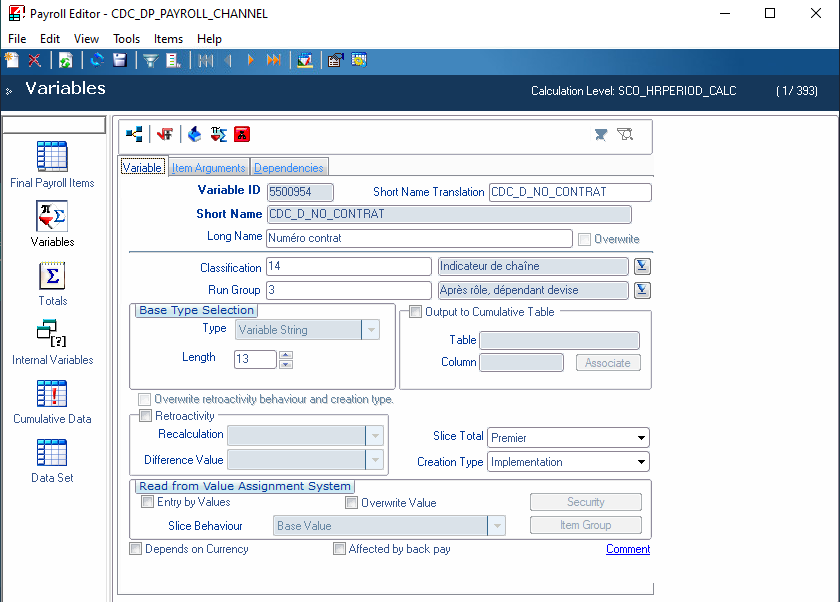 Payroll Editor - CDC_DP_PAYROLL_CHANNEL
File Edit View Tools Items Help
Variables
Calculation Level: SCO_HRPERIOD_CALC (1/ 393)
Final Payroll Items
Variables
Totals
Internal Variables
Cumulative Data
Data Set
Variable Item Arguments Dependencies
Variable ID 5500954 Short Name Translation CDC_D_NO_CONTRAT
Short Name CDC_D_NO_CONTRAT
Long Name Numéro contrat Overwrite
Classification 14 Indicateur de chaîne
Run Group 3 Après rôle, dépendant devise
Base Type Selection
Type Variable String
Length 13
Output to Cumulative Table
Table
Column Associate
Overwrite retroactivity behaviour and creation type.
Retroactivity
Recalculation
Difference Value
Slice Total Premier
Creation Type Implementation
Read from Value Assignment System
Entry by Values Overwrite Value Security
Slice Behaviour Base Value Item Group
Depends on Currency Affected by back pay Comment